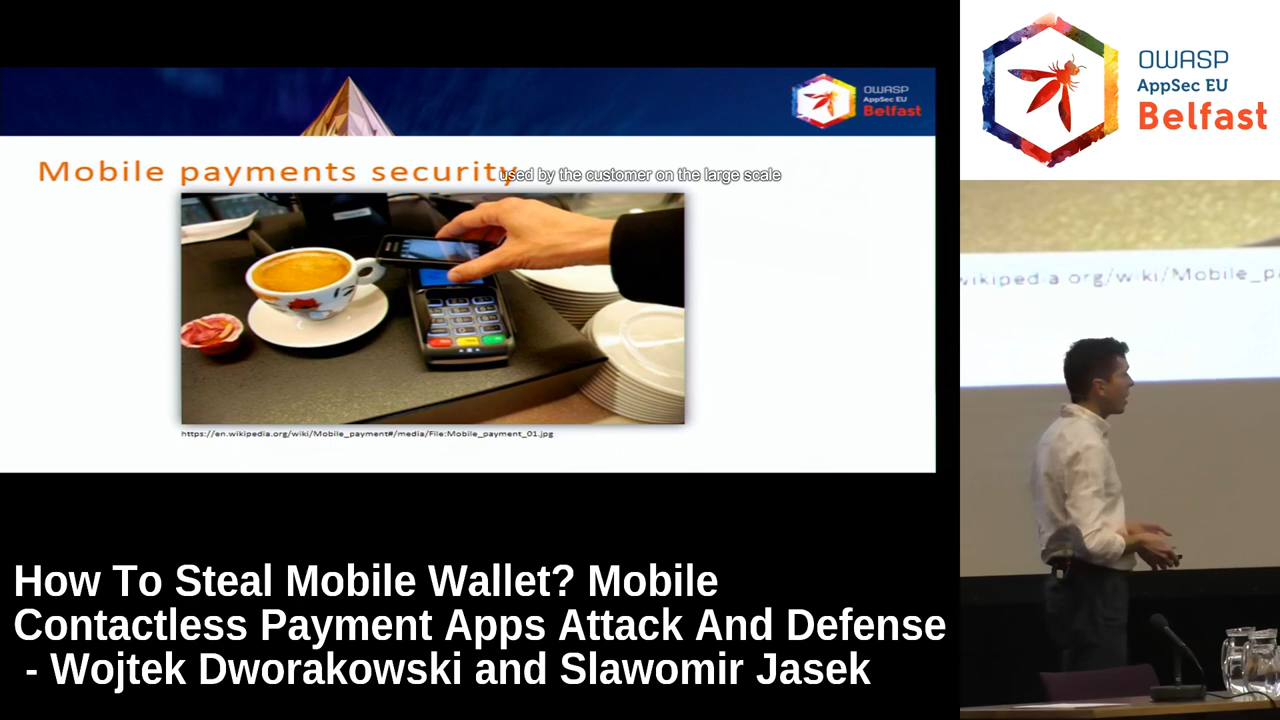 OWASP
AppSec EU
Belfast
Mobile payments security
used by the customer on the large scale
https://en.wikipedia.org/wiki/Mobile_payment#/media/File:Mobile_payment_01.jpg
OWASP
AppSec EU
Belfast
wikipedia.org/wiki/Mobile_p
How To Steal Mobile Wallet? Mobile
Contactless Payment Apps Attack And Defense
- Wojtek Dworakowski and Slawomir Jasek